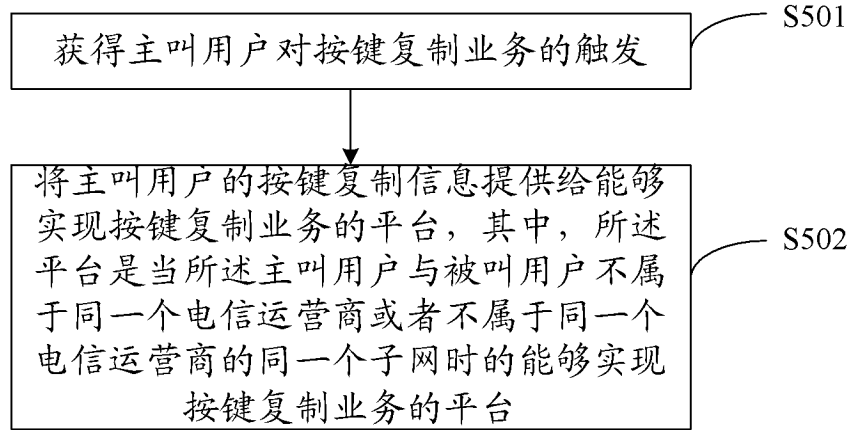 S501
获得主叫用户对按键复制业务的触发
将主叫用户的按键复制信息提供给能够
实现按键复制业务的平台，其中，所述
平台是当所述主叫用户与被叫用户不属
于同一个电信运营商或者不属于同一个
电信运营商的同一个子网时的能够实现
按键复制业务的平台
S502